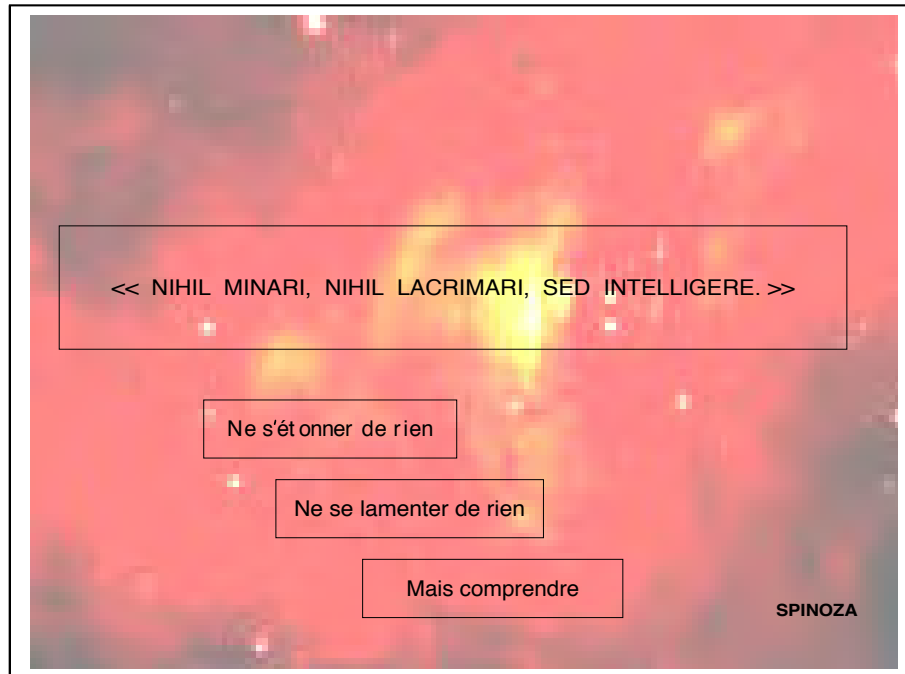 << NIHIL MINARI, NIHIL LACRIMARI, SED INTELLIGERE. >>
Ne s'étonner de rien
Ne se lamenter de rien
Mais comprendre
SPINOZA